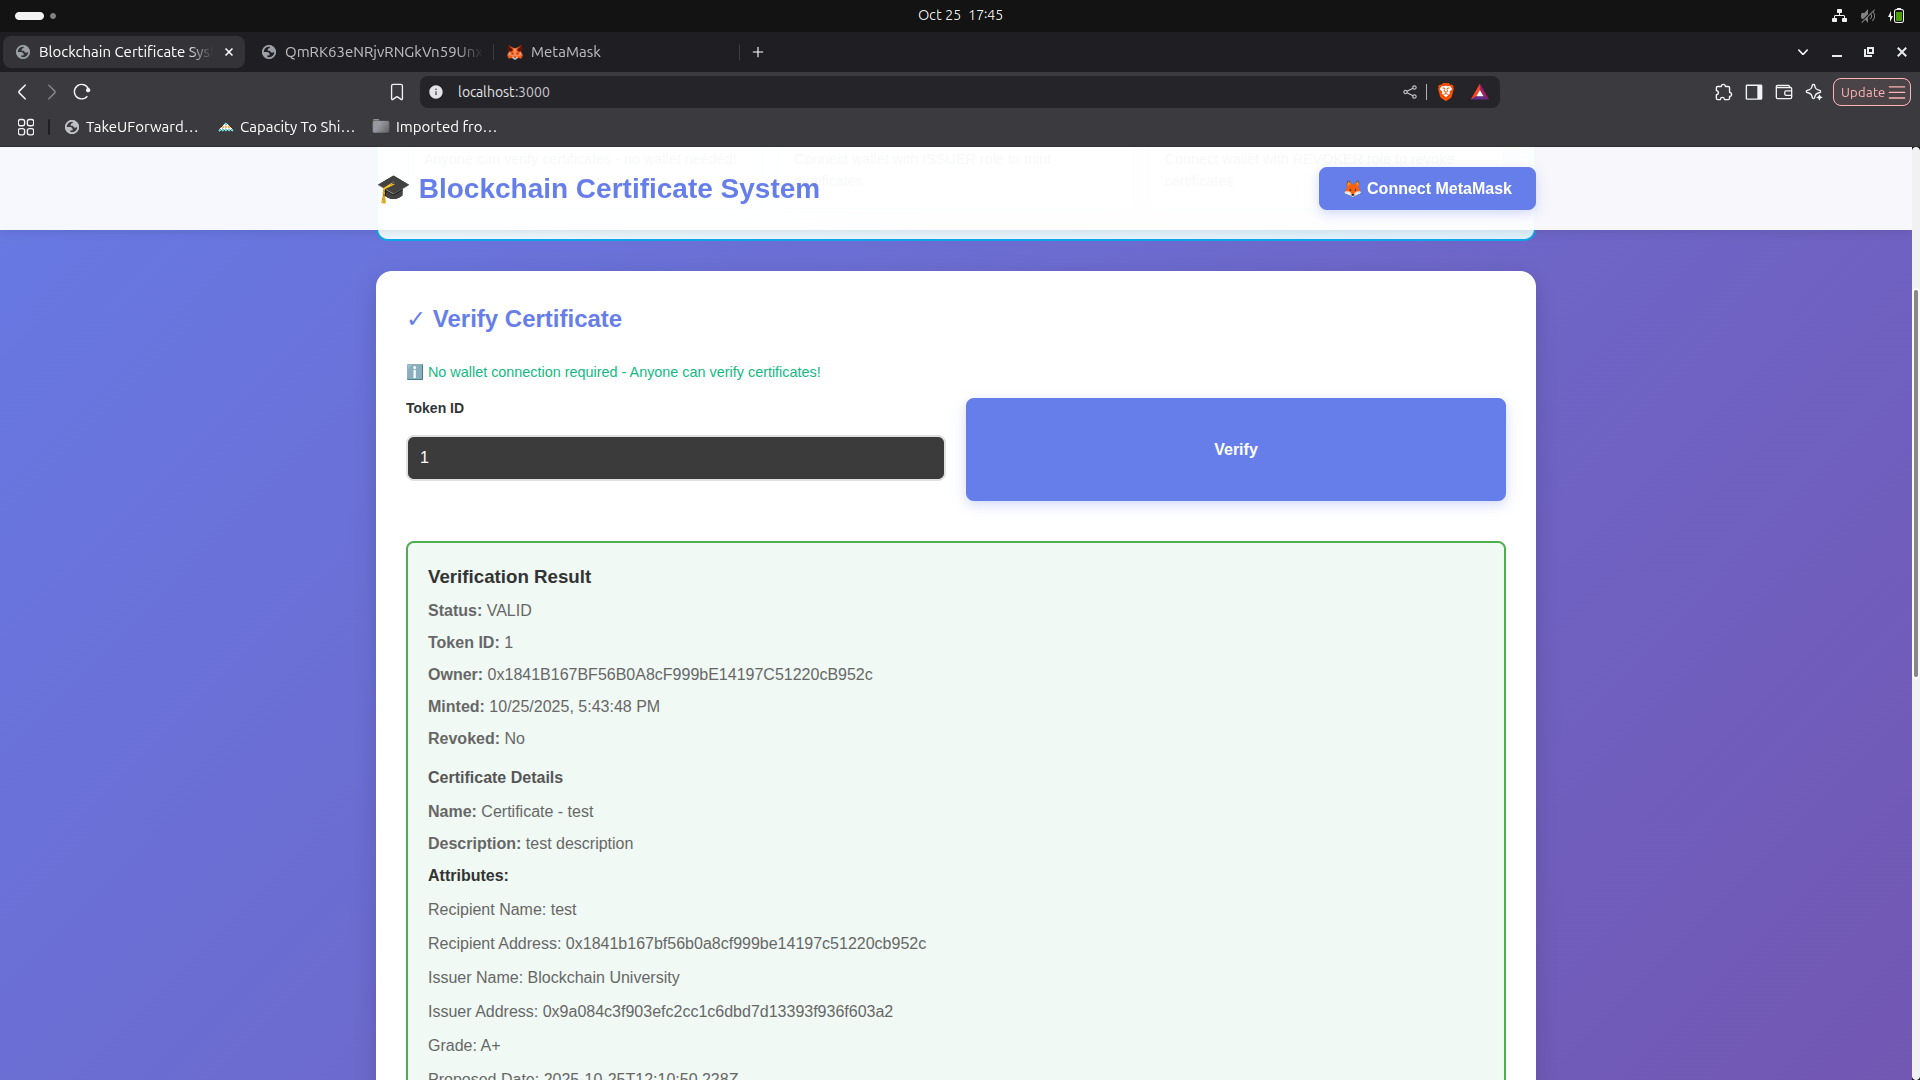 Oct 25 17:45
Blockchain Certificate Sys
QmRK63eNRjvRNGkVn59Unx
MetaMask
localhost:3000
Update
TakeUForward...
Capacity To Shi...
Imported fro...
Anyone can verify certificates - no wallet needed!
Connect wallet with ISSUER role to mint certificates
Connect wallet with REVOKER role to revoke certificates
🎓 Blockchain Certificate System
🦊 Connect MetaMask
✓ Verify Certificate
ℹ️ No wallet connection required - Anyone can verify certificates!
Token ID
1
Verify
Verification Result
Status: VALID
Token ID: 1
Owner: 0x1841B167BF56B0A8cF999bE14197C51220cB952c
Minted: 10/25/2025, 5:43:48 PM
Revoked: No
Certificate Details
Name: Certificate - test
Description: test description
Attributes:
Recipient Name: test
Recipient Address: 0x1841b167bf56b0a8cf999be14197c51220cb952c
Issuer Name: Blockchain University
Issuer Address: 0x9a084c3f903efc2cc1c6dbd7d13393f936f603a2
Grade: A+
Proposed Date: 2025-10-25T12:10:50.228Z